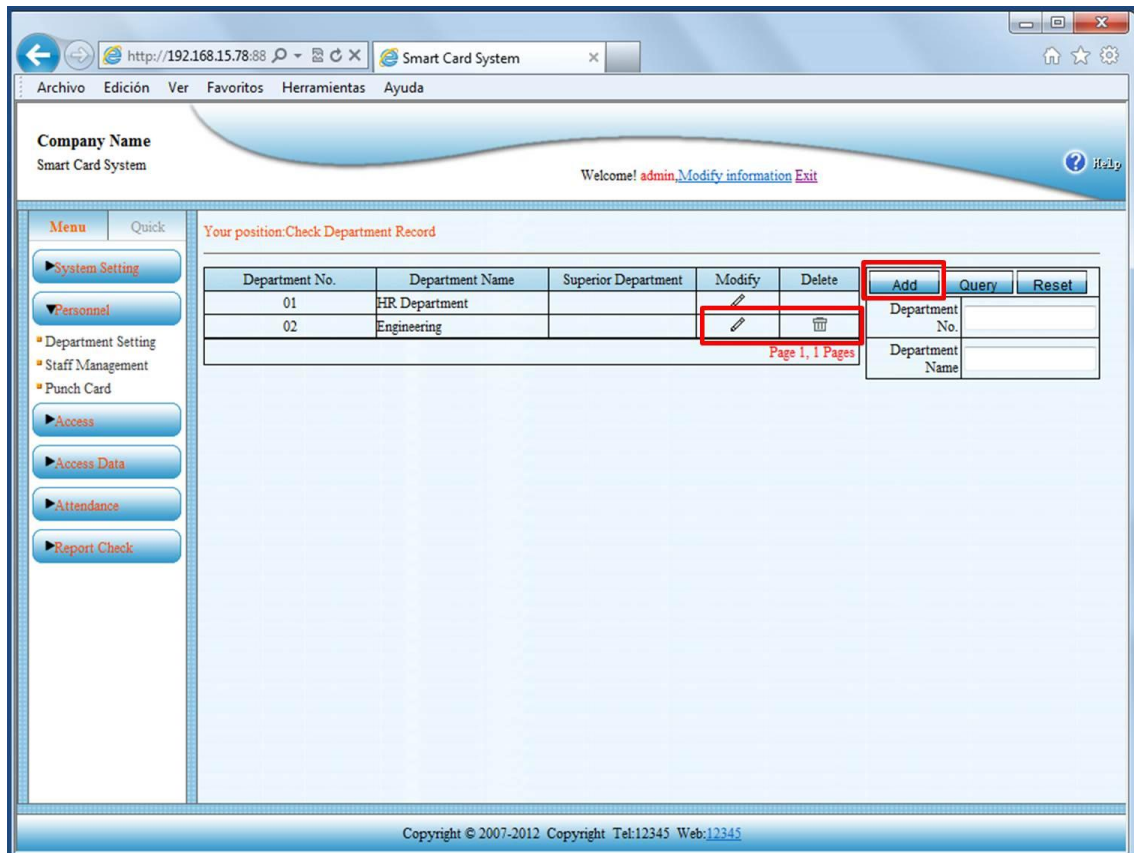 http://192.168.15.78:88
Smart Card System
Archivo Edición Ver Favoritos Herramientas Ayuda
Company Name
Smart Card System
Welcome! admin,Modify information Exit
Help
Menu Quick
Your position:Check Department Record
System Setting
Personnel
Department Setting
Staff Management
Punch Card
Access
Access Data
Attendance
Report Check
Department No. Department Name Superior Department Modify Delete
01 HR Department
02 Engineering
Page 1, 1 Pages
Add Query Reset
Department
No.
Department
Name
Copyright © 2007-2012 Copyright Tel:12345 Web:12345